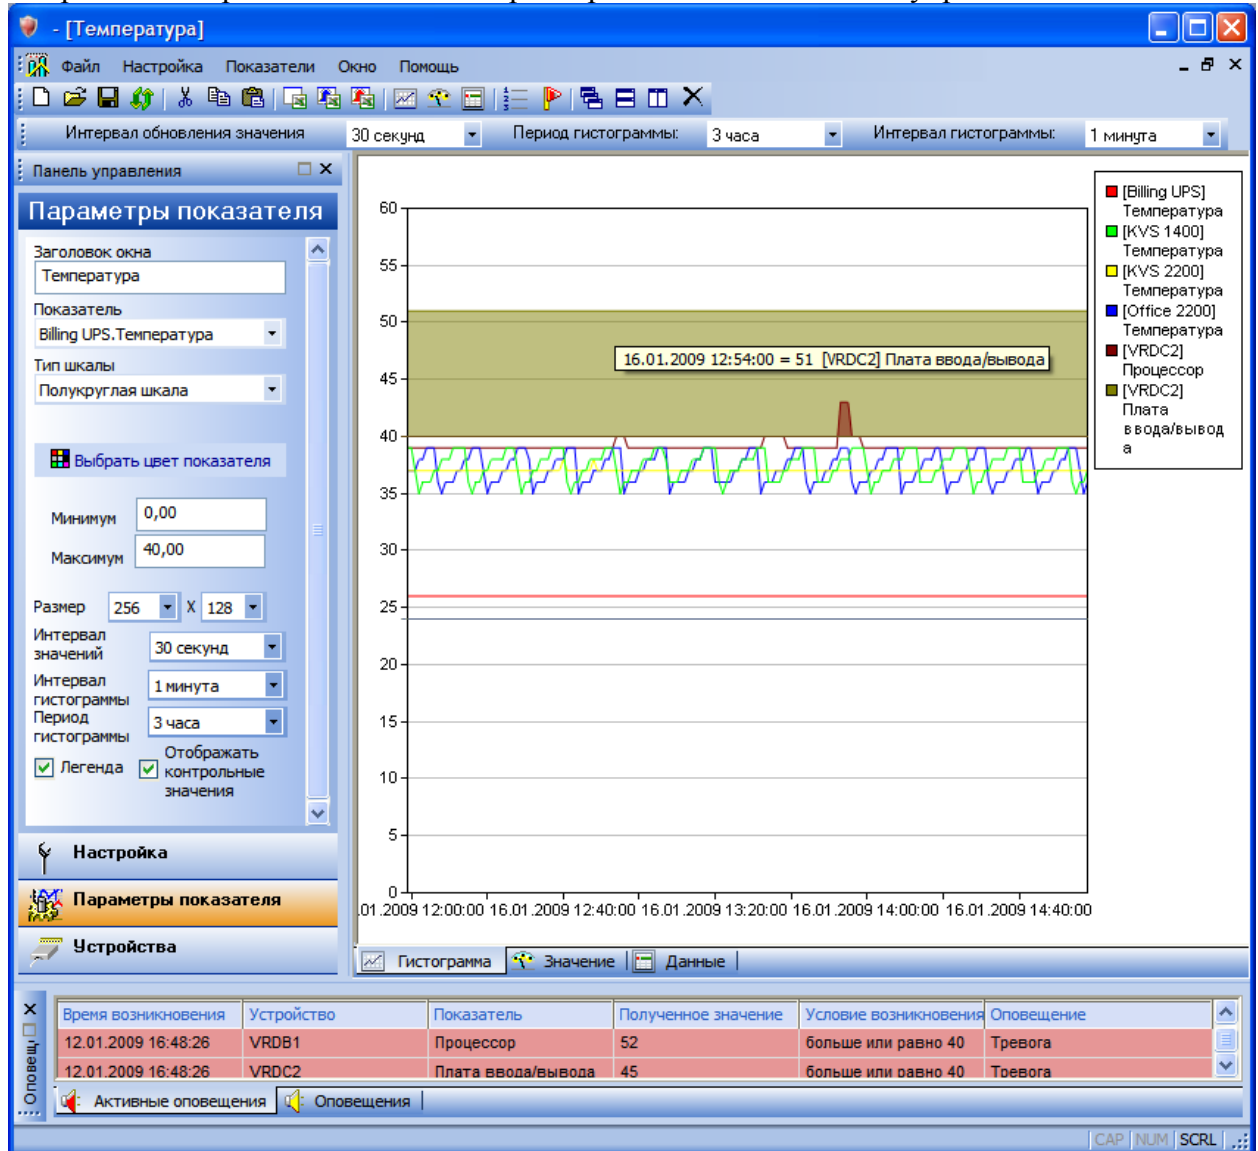 - [Температура]
Файл Настройка Показатели Окно Помощь
Интервал обновления значения 30 секунд Период гистограммы: 3 часа Интервал гистограммы: 1 минута
Панель управления
Параметры показателя
Заголовок окна
Температура
Показатель
Billing UPS.Температура
Тип шкалы
Полукруглая шкала
Выбрать цвет показателя
Минимум 0,00
Максимум 40,00
Размер 256 X 128
Интервал
значений
30 секунд
Интервал
гистограммы
1 минута
Период
гистограммы
3 часа
Легенда
Отображать
контрольные
значения
Настройка
Параметры показателя
Устройства
60
55
50
45
40
35
30
25
20
15
10
5
0
16.01.2009 12:54:00 = 51 [VRDC2] Плата ввода/вывода
.01.2009 12:00:00 16.01.2009 12:40:00 16.01.2009 13:20:00 16.01.2009 14:00:00 16.01.2009 14:40:00
[Billing UPS]
Температура
[KVS 1400]
Температура
[KVS 2200]
Температура
[Office 2200]
Температура
[VRDC2]
Процессор
[VRDC2]
Плата
ввода/вывод
а
Гистограмма Значение Данные
Оповещ
Время возникновения Устройство Показатель Полученное значение Условие возникновения Оповещение
12.01.2009 16:48:26 VRDB1 Процессор 52 больше или равно 40 Тревога
12.01.2009 16:48:26 VRDC2 Плата ввода/вывода 45 больше или равно 40 Тревога
Активные оповещения Оповещения
CAP NUM SCRL